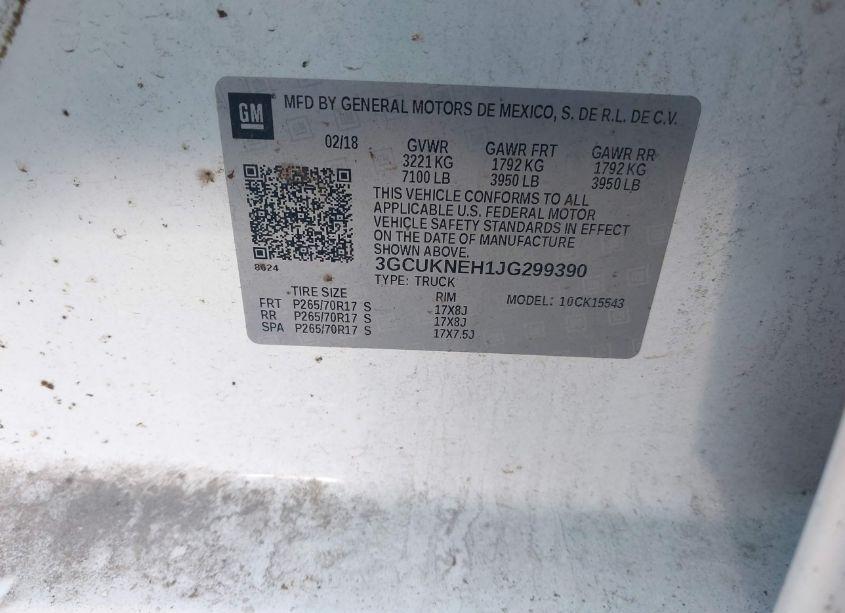 GM
MFD BY GENERAL MOTORS DE MEXICO, S. DE R.L. DE C.V.
02/18 GVWR GAWR FRT GAWR RR
3221 KG 1792 KG 1792 KG
7100 LB 3950 LB 3950 LB
THIS VEHICLE CONFORMS TO ALL
APPLICABLE U.S. FEDERAL MOTOR
VEHICLE SAFETY STANDARDS IN EFFECT
ON THE DATE OF MANUFACTURE
SHOWN ABOVE.
8624
3GCUKNEH1JG299390
TYPE: TRUCK
TIRE SIZE RIM MODEL: 10CK15543
FRT P265/70R17 S 17X8J
RR P265/70R17 S 17X8J
SPA P265/70R17 S 17X7.5J